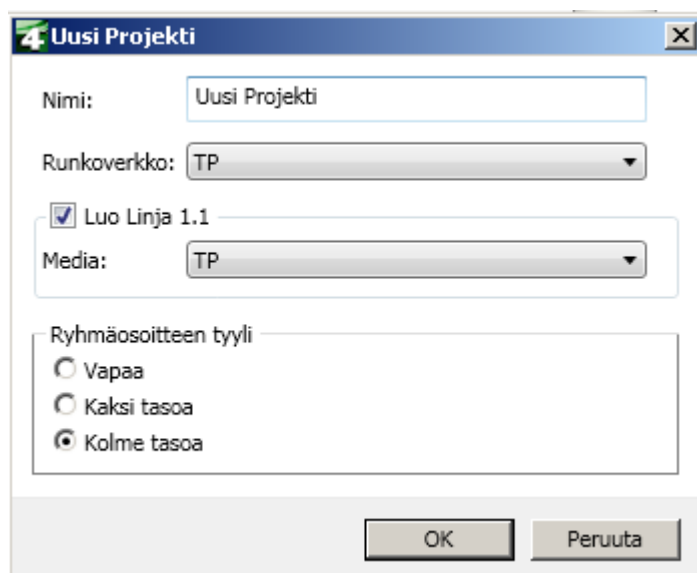 4 Uusi Projekti
Nimi: Uusi Projekti
Runkoverkko: TP
Luo Linja 1.1
Media: TP
Ryhmäosoitteen tyyli
Vapaa
Kaksi tasoa
Kolme tasoa
OK Peruuta